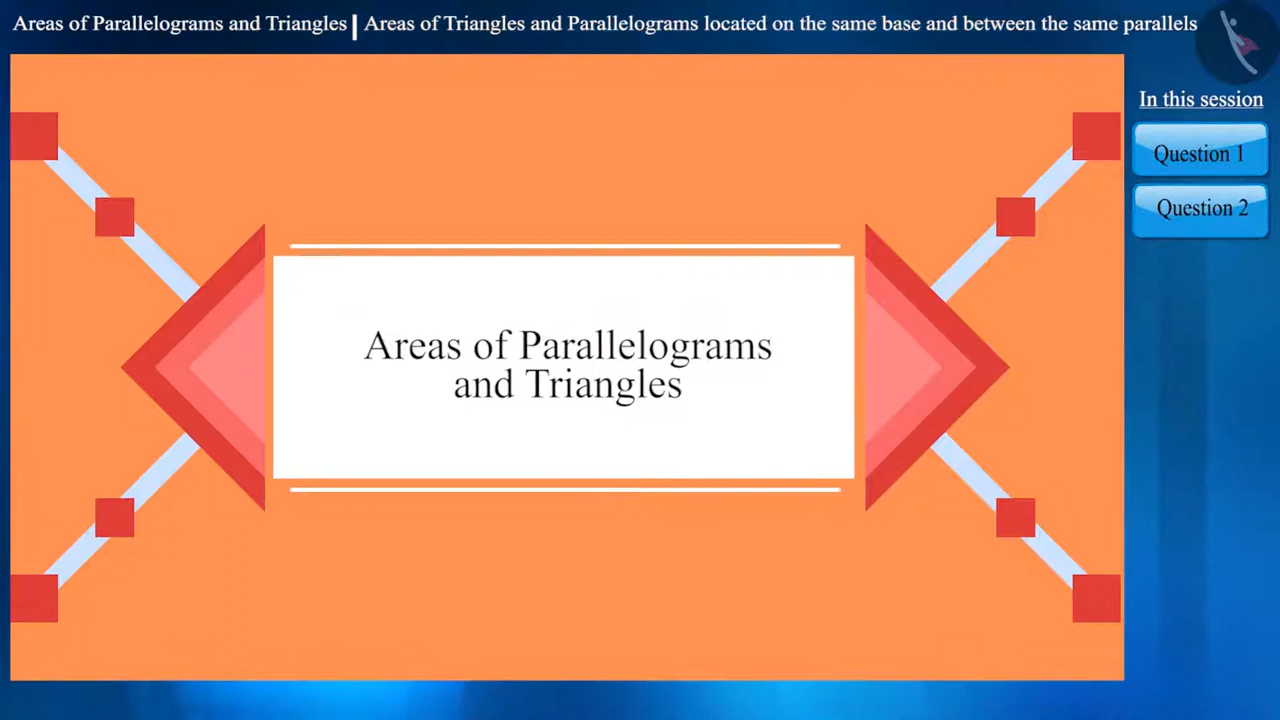 Areas of Parallelograms and Triangles | Areas of Triangles and Parallelograms located on the same base and between the same parallels
In this session
Question 1
Question 2
Areas of Parallelograms
and Triangles